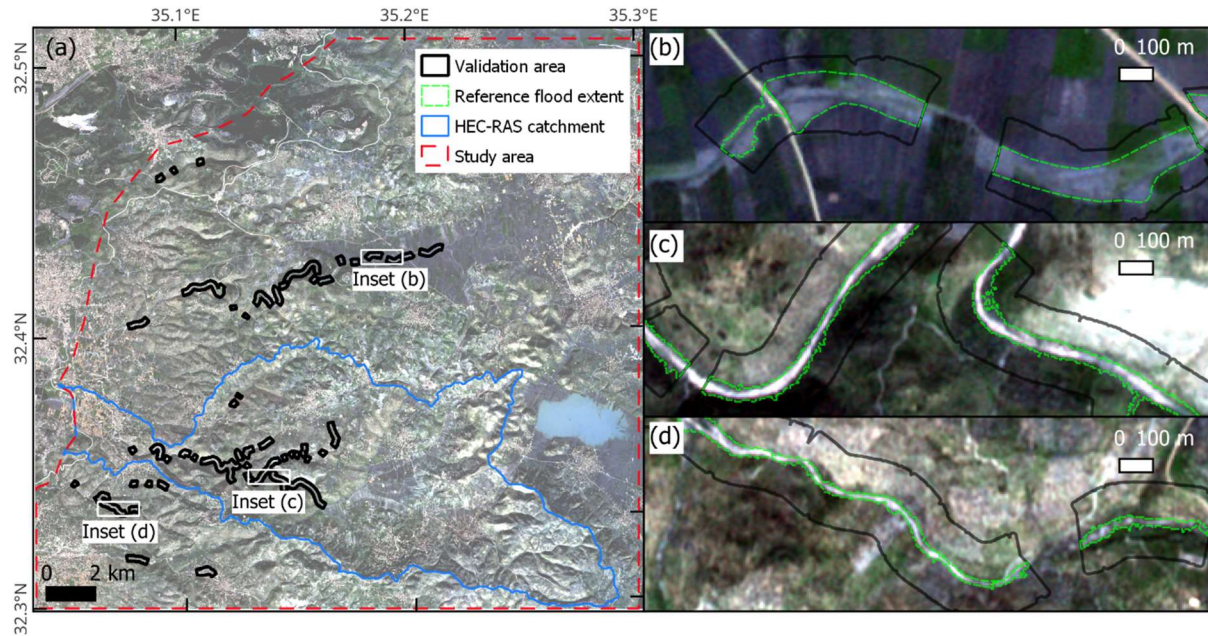 35.1°E 35.2°E 35.3°E
(a)
32.5°N
32.4°N
32.3°N
Validation area
Reference flood extent
HEC-RAS catchment
Study area
Inset (b)
Inset (c)
Inset (d)
0 2 km
(b)
0 100 m
(c)
0 100 m
(d)
0 100 m